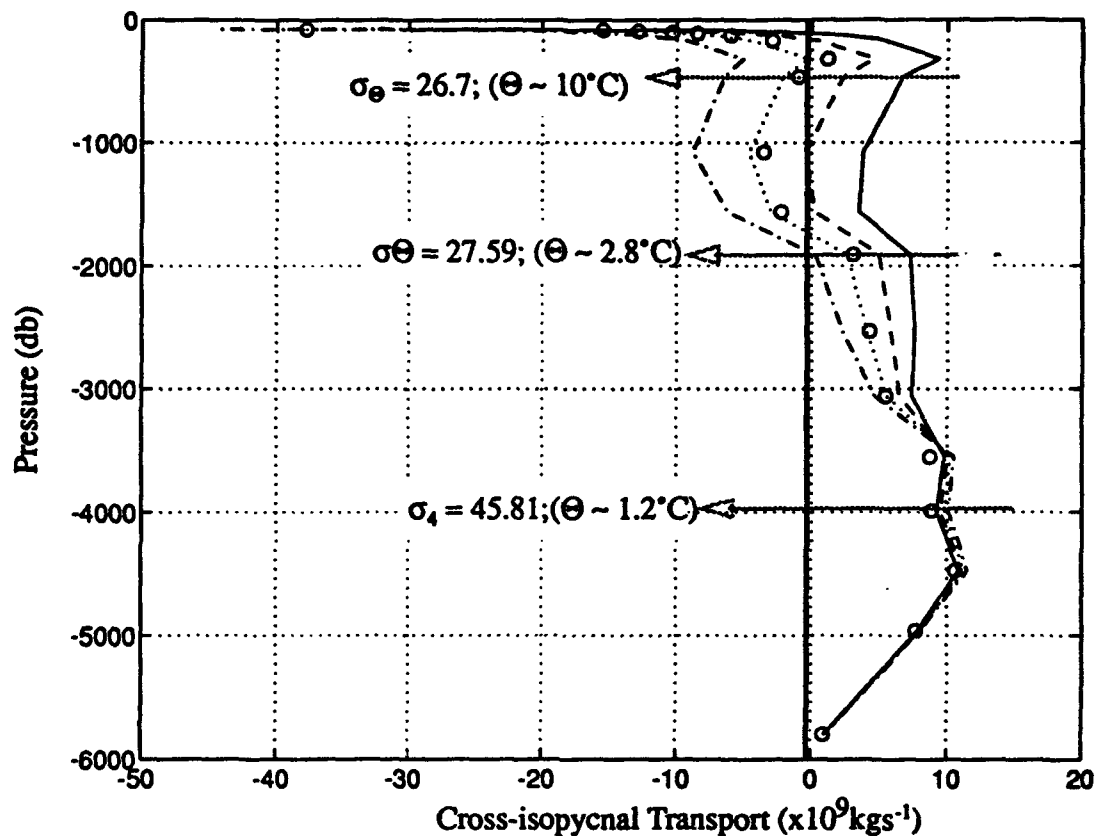 0
σΘ = 26.7; (Θ ~ 10°C)
-1000
σΘ = 27.59; (Θ ~ 2.8°C)
-2000
Pressure (db)
-3000
σ4 = 45.81;(Θ ~ 1.2°C)
-4000
-5000
-6000
-50 -40 -30 -20 -10 0 10 20
Cross-isopycnal Transport (x10⁹kgs⁻¹)